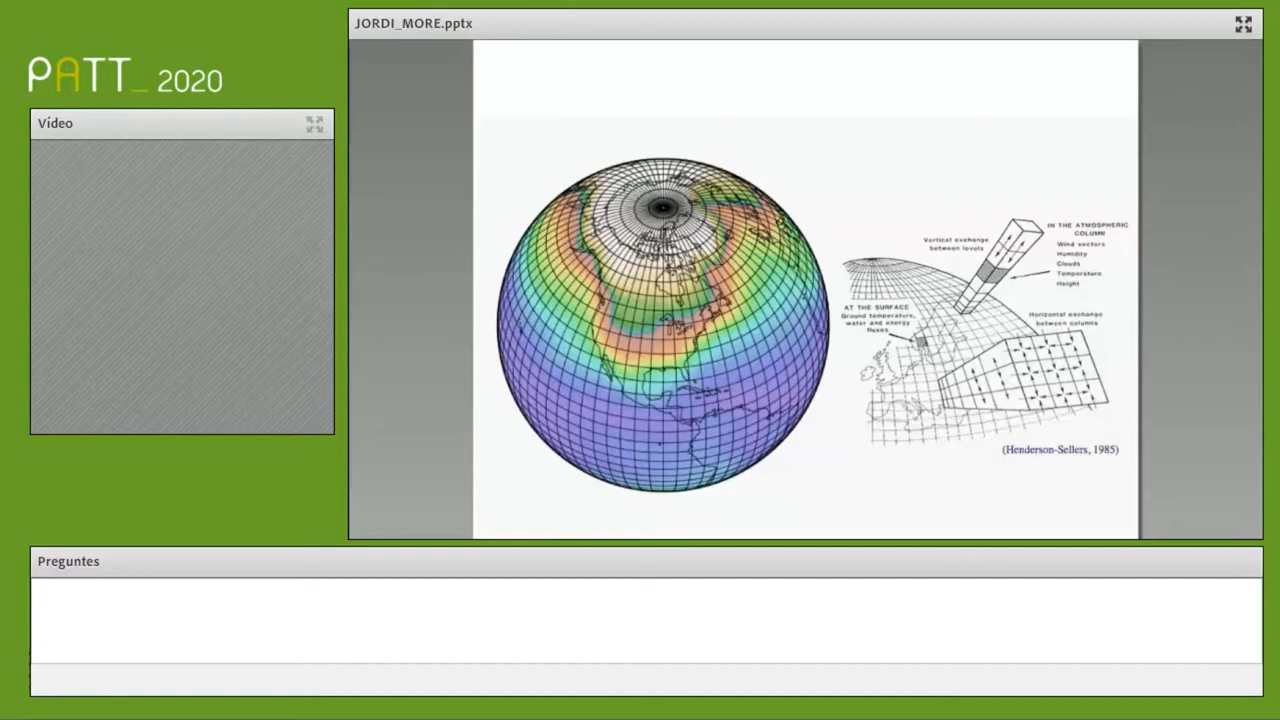 PATT_ 2020
Vídeo
JORDI_MORE.pptx
Vertical exchange
between levels
IN THE ATMOSPHERIC
COLUMN
Wind vectors
Humidity
Clouds
Temperature
Height
AT THE SURFACE
Ground temperature,
water and energy
fluxes
Horizontal exchange
between columns
(Henderson-Sellers, 1985)
Preguntes